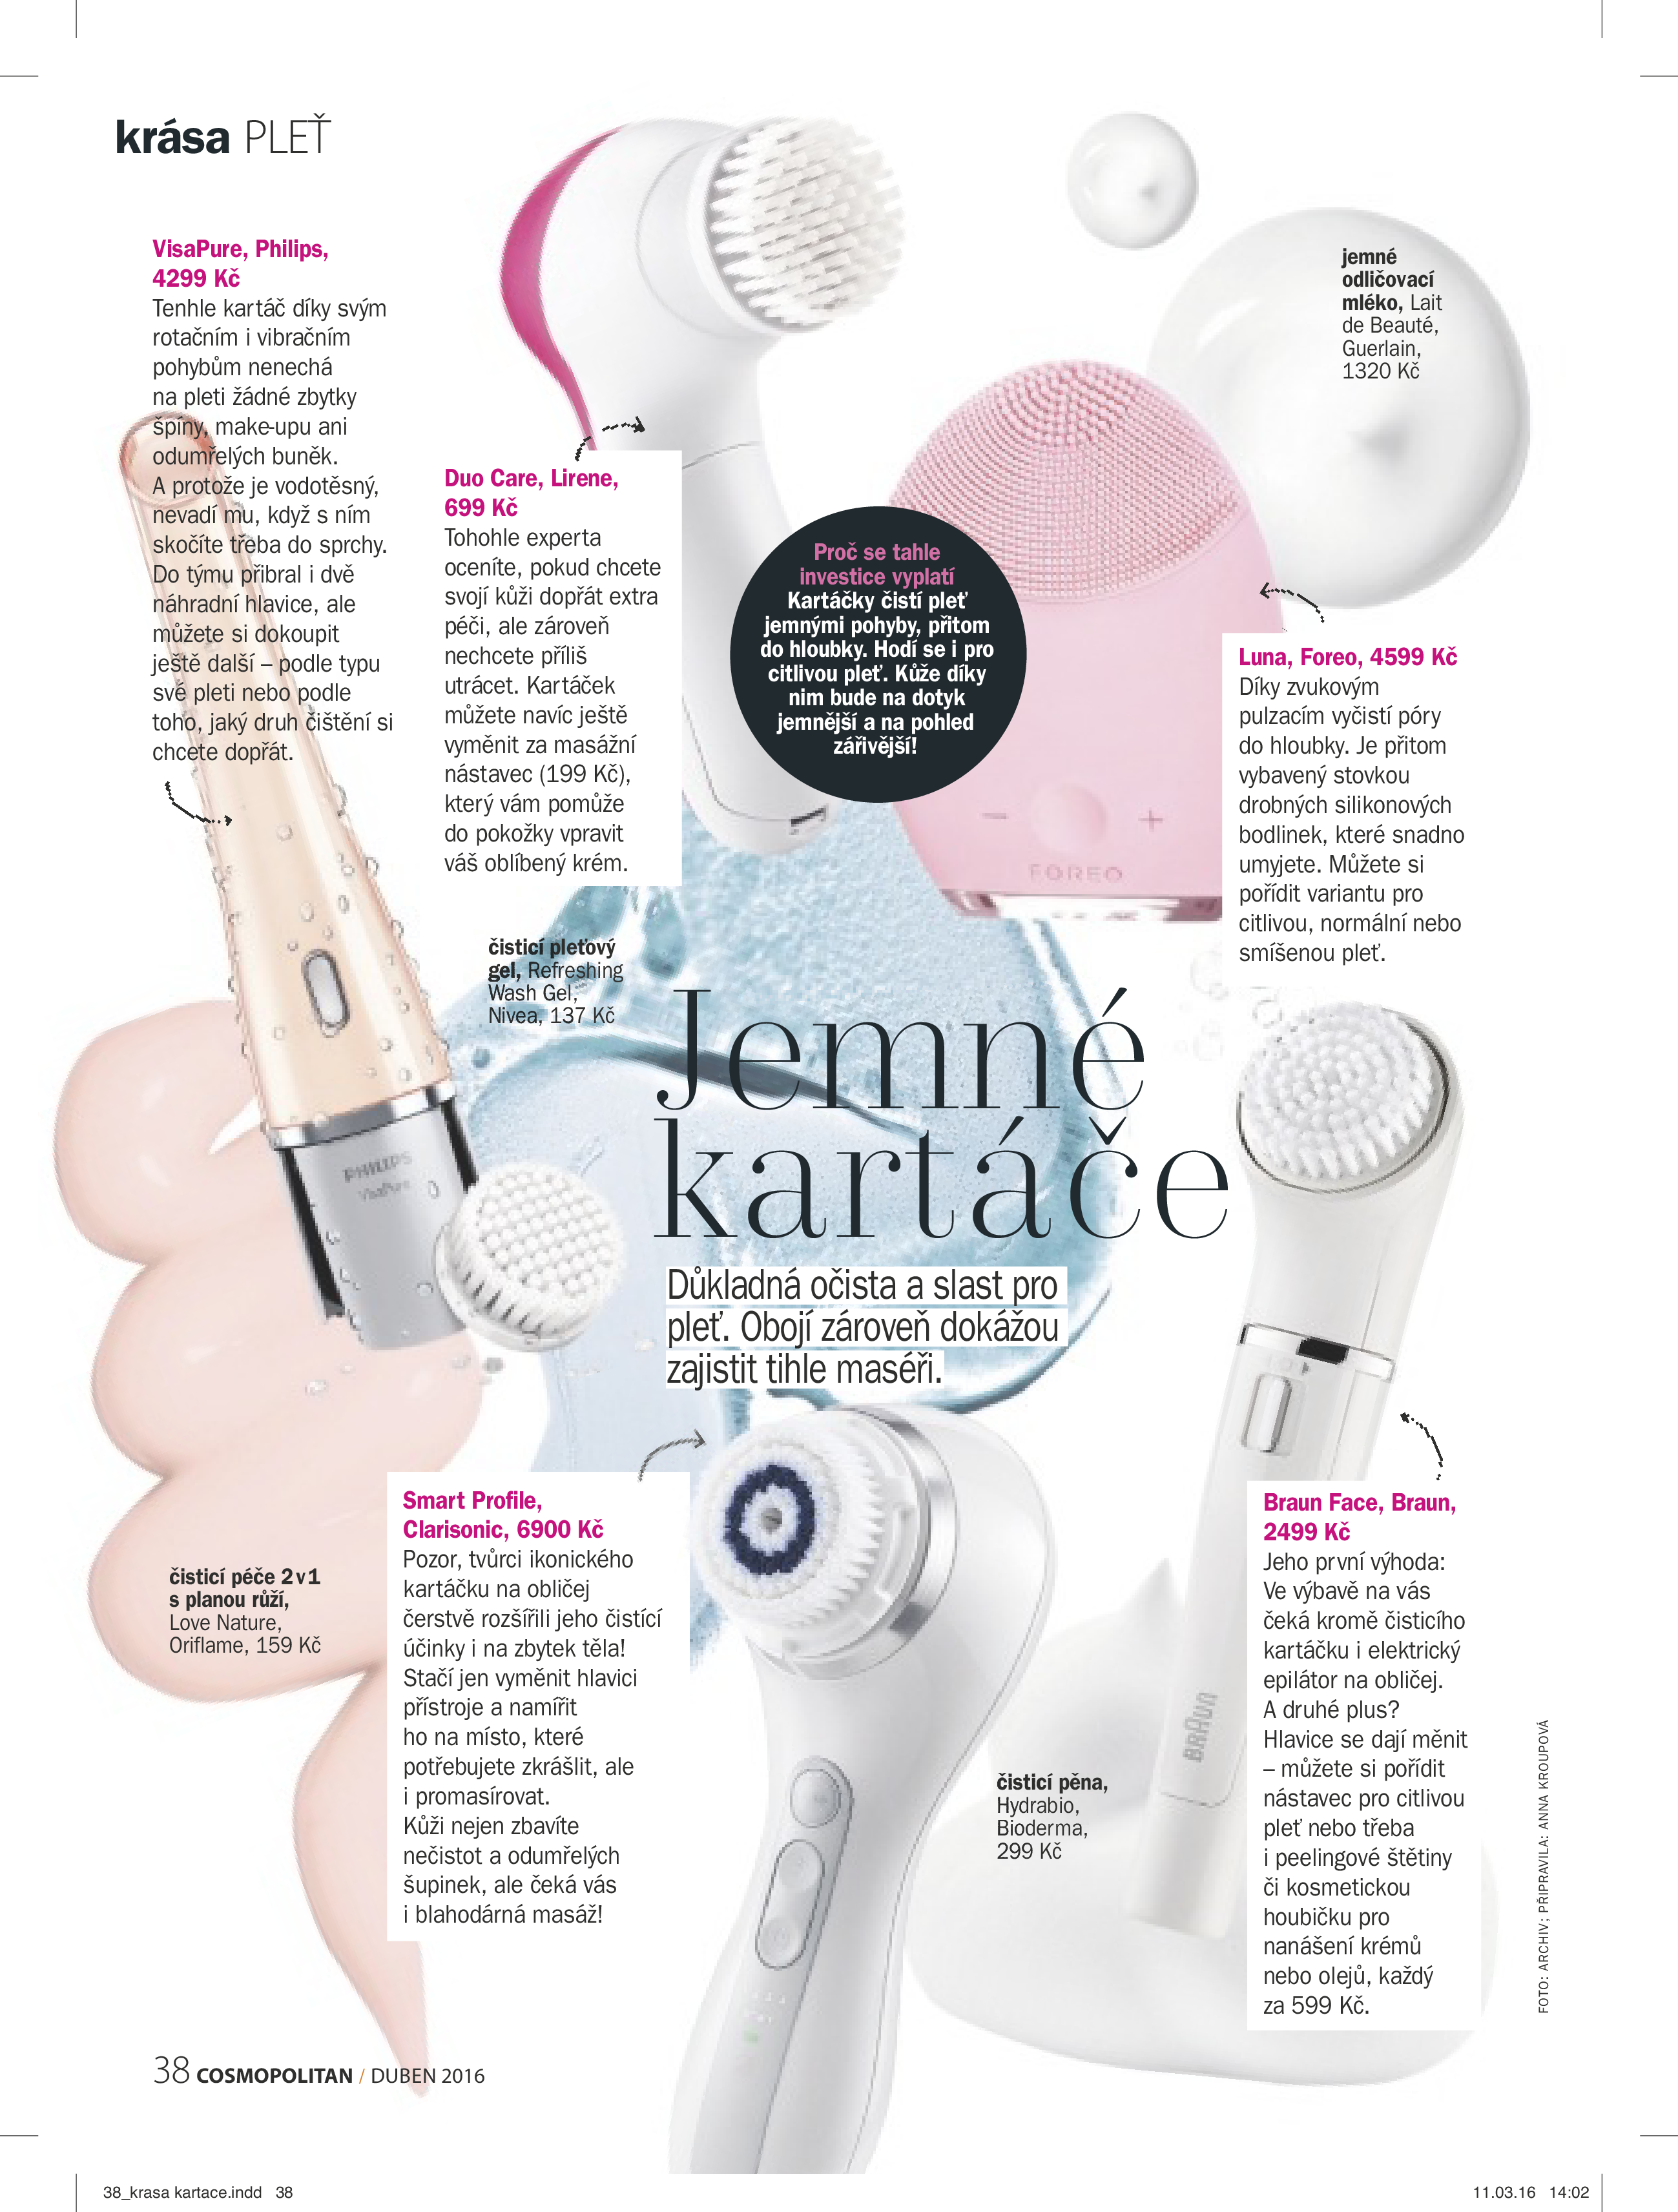 krása PLEŤ
VisaPure, Philips,
4299 Kč
Tenhle kartáč díky svým
rotačním i vibračním
pohybům nenechá
na pleti žádné zbytky
špíny, make-upu ani
odumřelých buněk.
A protože je vodotěsný,
nevadí mu, když s ním
skočíte třeba do sprchy.
Do týmu přibral i dvě
náhradní hlavice, ale
můžete si dokoupit
ještě další – podle typu
své pleti nebo podle
toho, jaký druh čištění si
chcete dopřát.
Duo Care, Lirene,
699 Kč
Tohohle experta
oceníte, pokud chcete
svojí kůži dopřát extra
péči, ale zároveň
nechcete příliš
utrácet. Kartáček
můžete navíc ještě
vyměnit za masážní
nástavec (199 Kč),
který vám pomůže
do pokožky vpravit
váš oblíbený krém.
Proč se tahle
investice vyplatí
Kartáčky čistí pleť
jemnými pohyby, přitom
do hloubky. Hodí se i pro
citlivou pleť. Kůže díky
nim bude na dotyk
jemnější a na pohled
zářivější!
jemné
odličovací
mléko, Lait
de Beauté,
Guerlain,
1320 Kč
Luna, Foreo, 4599 Kč
Díky zvukovým
pulzacím vyčistí póry
do hloubky. Je přitom
vybavený stovkou
drobných silikonových
bodlinek, které snadno
umyjete. Můžete si
pořídit variantu pro
citlivou, normální nebo
smíšenou pleť.
FOREO
čisticí pleťový
gel, Refreshing
Wash Gel,
Nivea, 137 Kč
Jemné
kartáče
Důkladná očista a slast pro
pleť. Obojí zároveň dokážou
zajistit tihle maséři.
PHILIPS
VisaPure
čisticí péče 2 v 1
s planou růží,
Love Nature,
Oriflame, 159 Kč
Smart Profile,
Clarisonic, 6900 Kč
Pozor, tvůrci ikonického
kartáčku na obličej
čerstvě rozšířili jeho čistící
účinky i na zbytek těla!
Stačí jen vyměnit hlavici
přístroje a namířit
ho na místo, které
potřebujete zkrášlit, ale
i promasírovat.
Kůži nejen zbavíte
nečistot a odumřelých
šupinek, ale čeká vás
i blahodárná masáž!
čisticí pěna,
Hydrabio,
Bioderma,
299 Kč
BRAUN
Braun Face, Braun,
2499 Kč
Jeho první výhoda:
Ve výbavě na vás
čeká kromě čisticího
kartáčku i elektrický
epilátor na obličej.
A druhé plus?
Hlavice se dají měnit
– můžete si pořídit
nástavec pro citlivou
pleť nebo třeba
i peelingové štětiny
či kosmetickou
houbičku pro
nanášení krémů
nebo olejů, každý
za 599 Kč.
FOTO: ARCHIV; PŘIPRAVILA: ANNA KROUPOVÁ
38 COSMOPOLITAN / DUBEN 2016
38_krasa kartace.indd 38
11.03.16 14:02